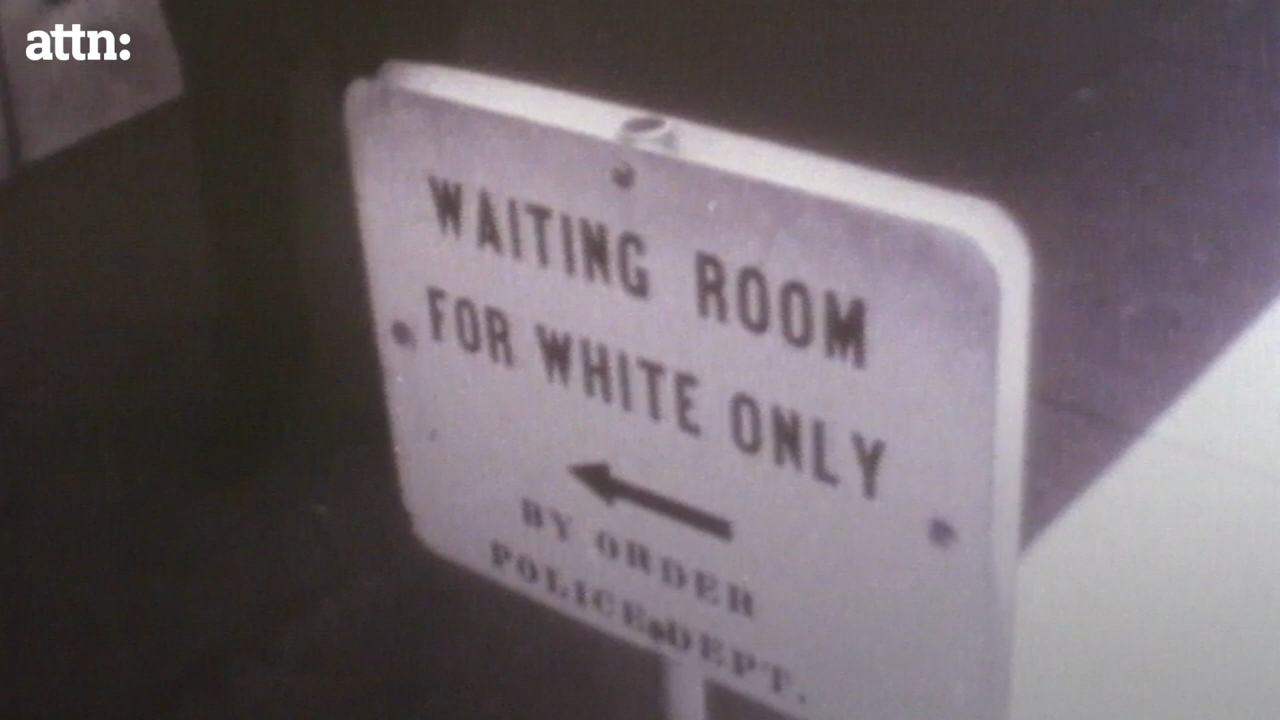 attn:
WAITING ROOM
FOR WHITE ONLY
BY ORDER
POLICE DEPT.